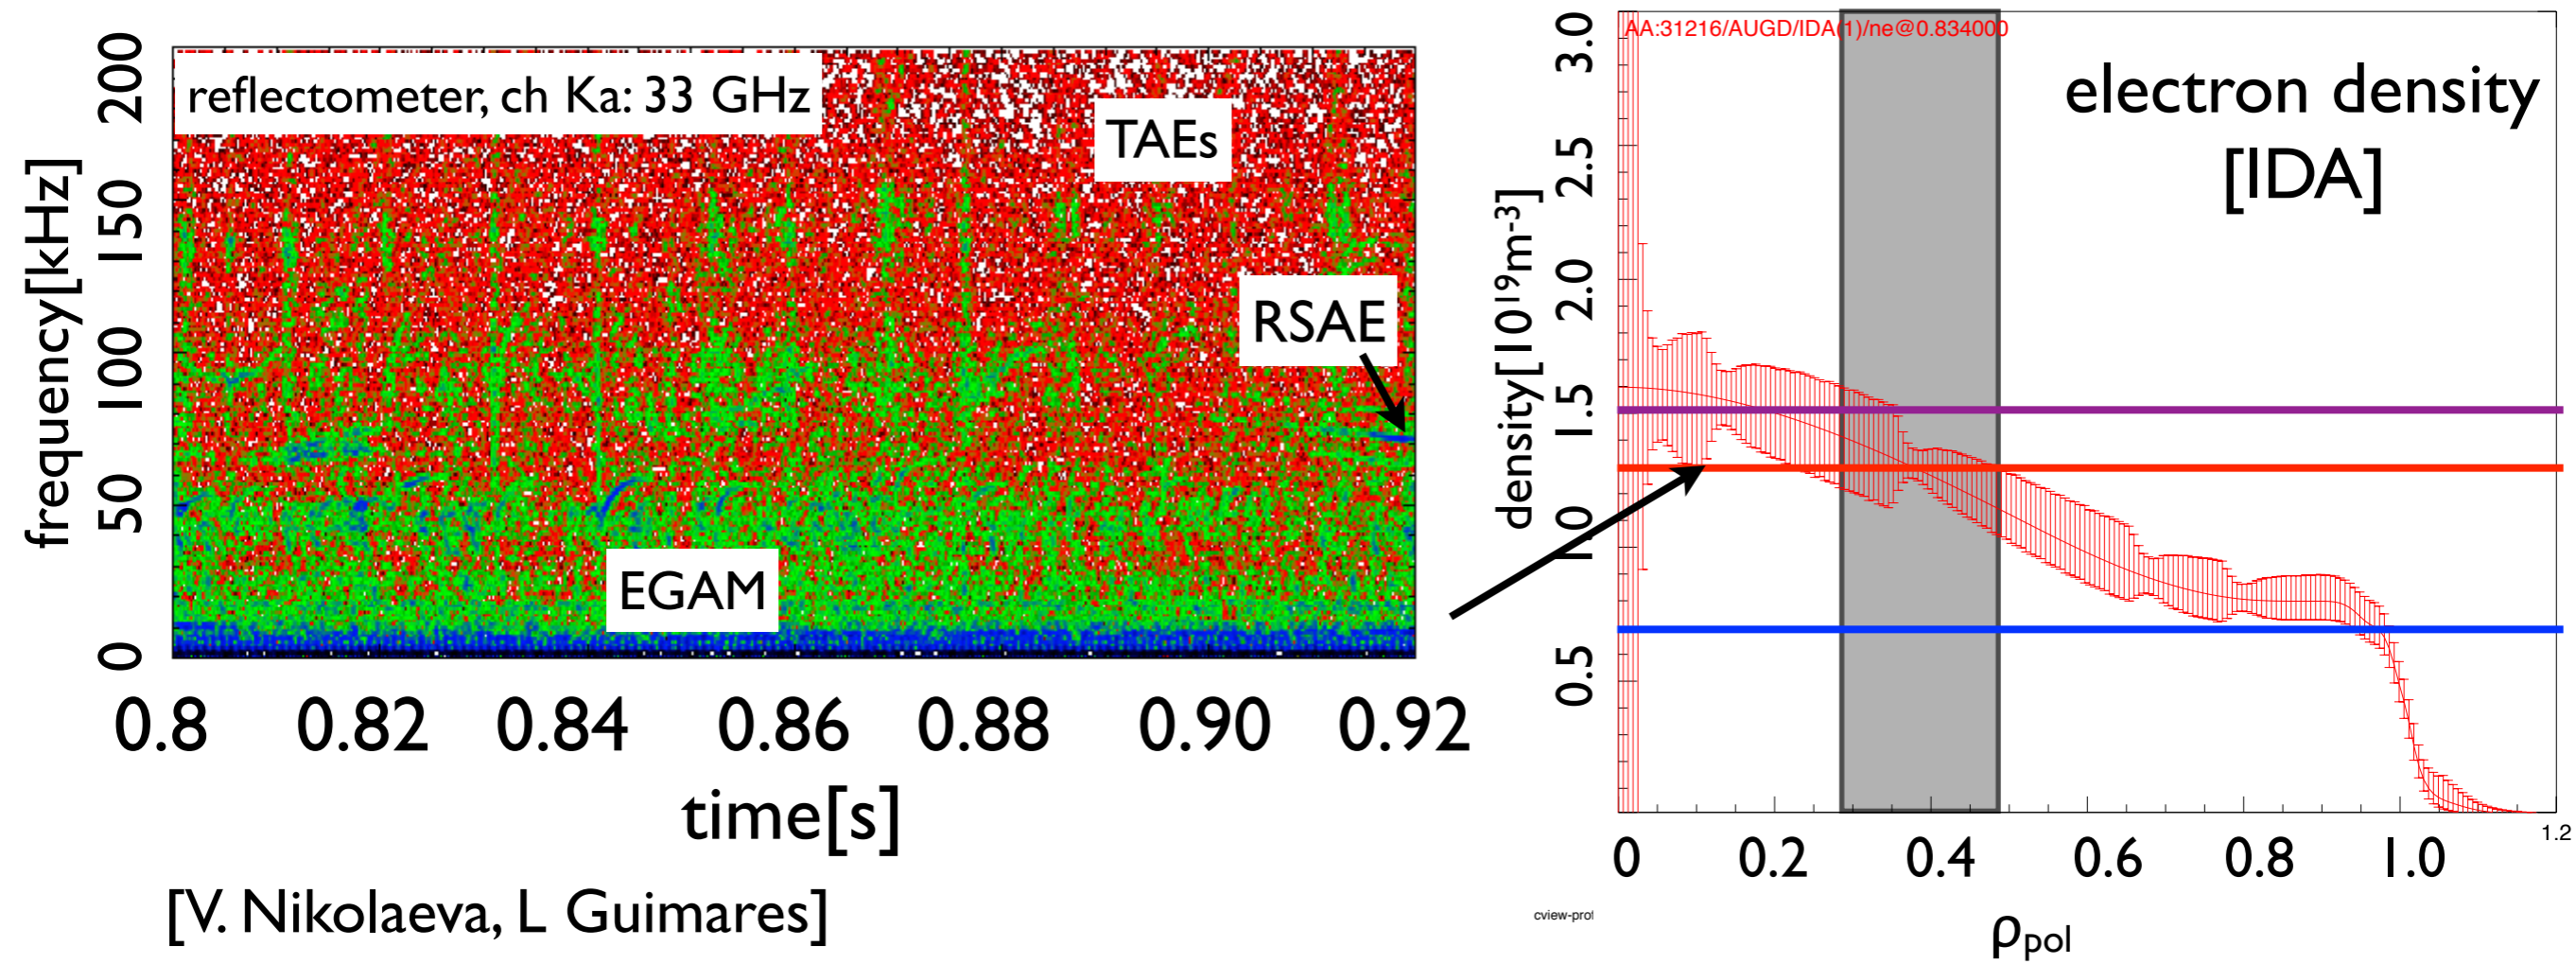 reflectometer, ch Ka: 33 GHz
TAEs
RSAE
EGAM
frequency[kHz]
200
150
100
50
0
0.8 0.82 0.84 0.86 0.88 0.90 0.92
time[s]
[V. Nikolaeva, L Guimares]
AA:31216/AUGD/IDA(1)/ne@0.834000
electron density
[IDA]
density[10¹⁹m⁻³]
3.0
2.5
2.0
1.5
1.0
0.5
0 0.2 0.4 0.6 0.8 1.0 1.2
cview-prof
ρpol